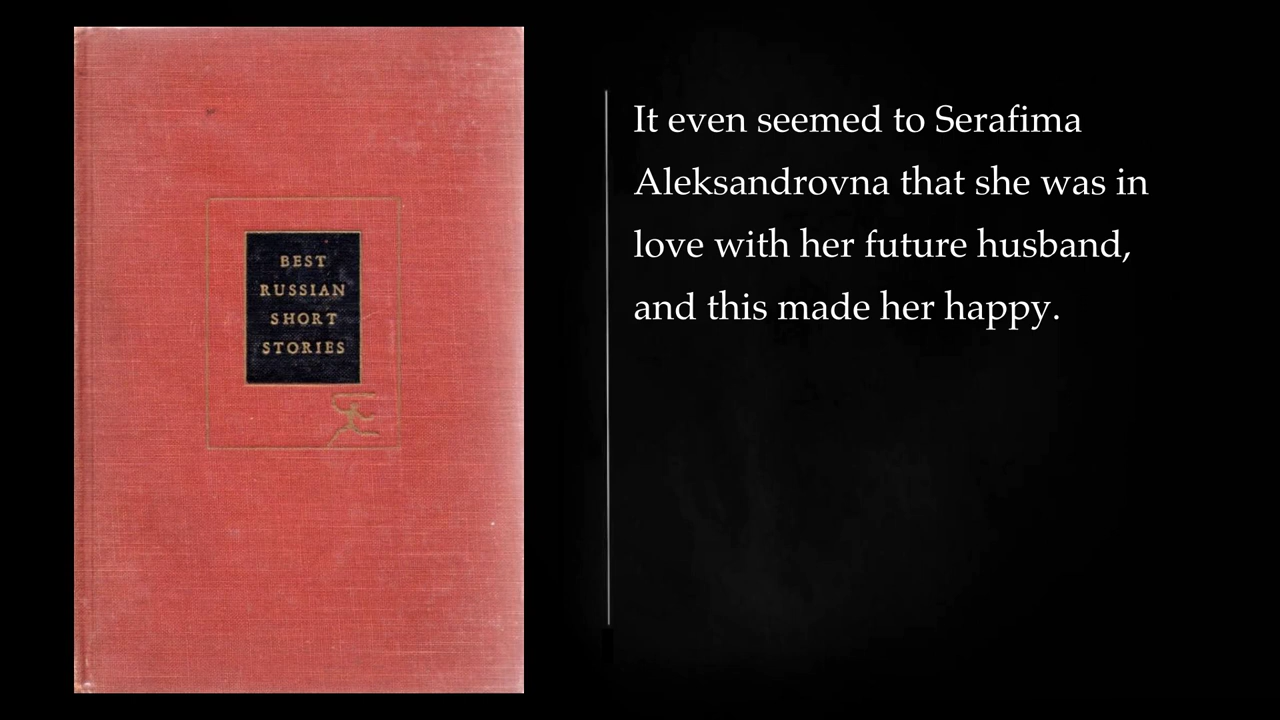 BEST
RUSSIAN
SHORT
STORIES
It even seemed to Serafima
Aleksandrovna that she was in
love with her future husband,
and this made her happy.